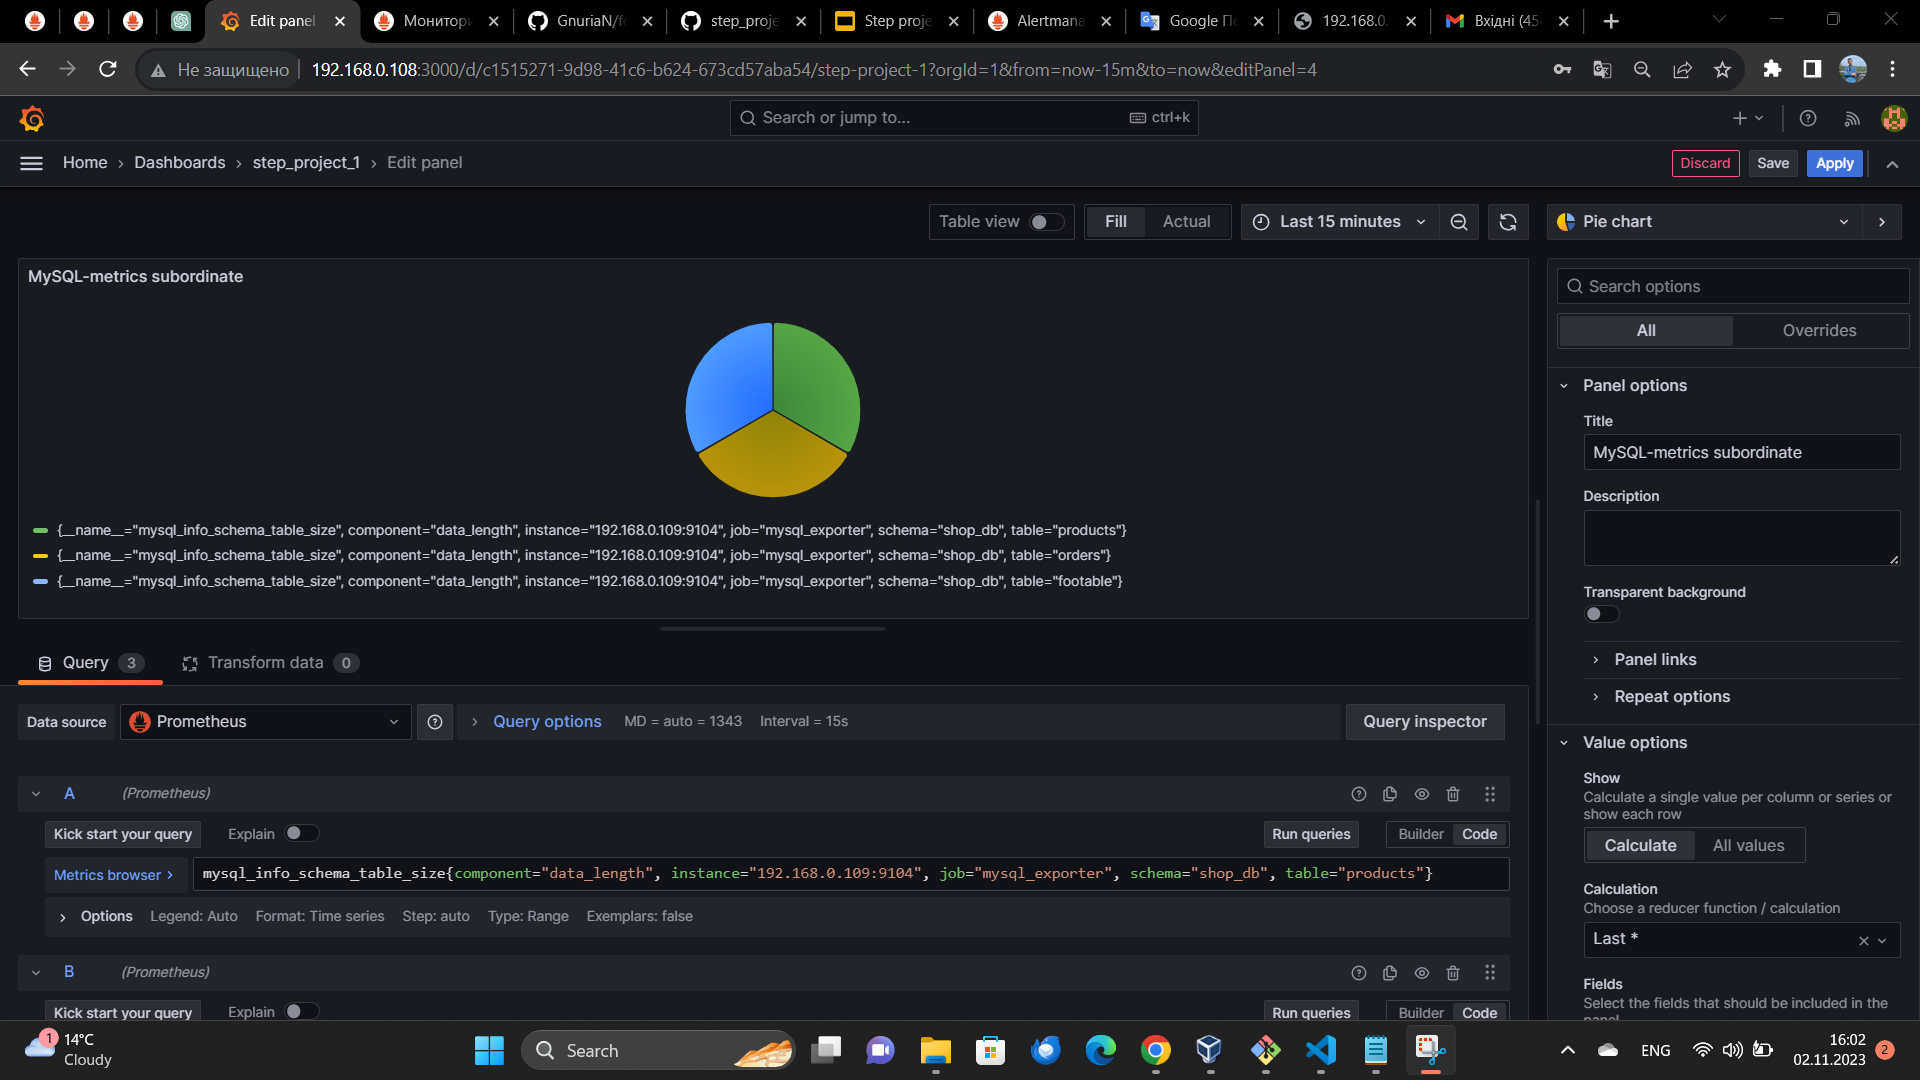 Edit panel
Монитори
GnuriaN/f
step_proje
Step proje
Alertmana
Google П
192.168.0.
Вхідні (45
Не защищено
192.168.0.108:3000/d/c1515271-9d98-41c6-b624-673cd57aba54/step-project-1?orgId=1&from=now-15m&to=now&editPanel=4
Search or jump to...
ctrl+k
Home > Dashboards > step_project_1 > Edit panel
Discard
Save
Apply
Table view
Fill
Actual
Last 15 minutes
Pie chart
MySQL-metrics subordinate
{__name__="mysql_info_schema_table_size", component="data_length", instance="192.168.0.109:9104", job="mysql_exporter", schema="shop_db", table="products"}
{__name__="mysql_info_schema_table_size", component="data_length", instance="192.168.0.109:9104", job="mysql_exporter", schema="shop_db", table="orders"}
{__name__="mysql_info_schema_table_size", component="data_length", instance="192.168.0.109:9104", job="mysql_exporter", schema="shop_db", table="footable"}
Search options
All
Overrides
Panel options
Title
MySQL-metrics subordinate
Description
Transparent background
Panel links
Repeat options
Value options
Show
Calculate a single value per column or series or
show each row
Calculate
All values
Calculation
Choose a reducer function / calculation
Last *
Fields
Select the fields that should be included in the
panel
Query 3
Transform data 0
Data source
Prometheus
Query options
MD = auto = 1343
Interval = 15s
Query inspector
A
(Prometheus)
Kick start your query
Explain
Run queries
Builder
Code
Metrics browser >
mysql_info_schema_table_size{component="data_length", instance="192.168.0.109:9104", job="mysql_exporter", schema="shop_db", table="products"}
Options
Legend: Auto
Format: Time series
Step: auto
Type: Range
Exemplars: false
B
(Prometheus)
Kick start your query
Explain
Run queries
Builder
Code
1
14°C
Cloudy
Search
ENG
16:02
02.11.2023
2